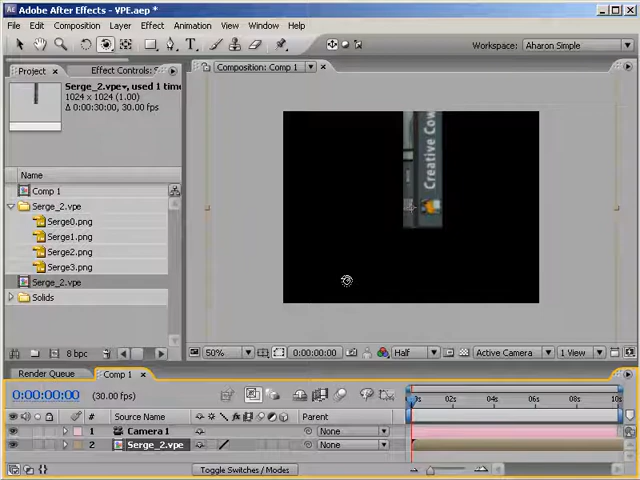 Adobe After Effects - VPE.aep *
File Edit Composition Layer Effect Animation View Window Help
Workspace: Aharon Simple
Project Effect Controls:
Composition: Comp 1
Serge_2.vpe, used 1 time
1024 x 1024 (1.00)
Δ 0:00:30:00, 30.00 fps
Creative Cow
Name
Comp 1
Serge_2.vpe
Serge0.png
Serge1.png
Serge2.png
Serge3.png
Serge_2.vpe
Solids
8 bpc
50% 0:00:00:00 Half Active Camera 1 View
Render Queue Comp 1
0:00:00:00 (30.00 fps)
02s 04s 06s 08s 10s
# Source Name Parent
1 Camera 1 None
2 Serge_2.vpe None
Toggle Switches / Modes